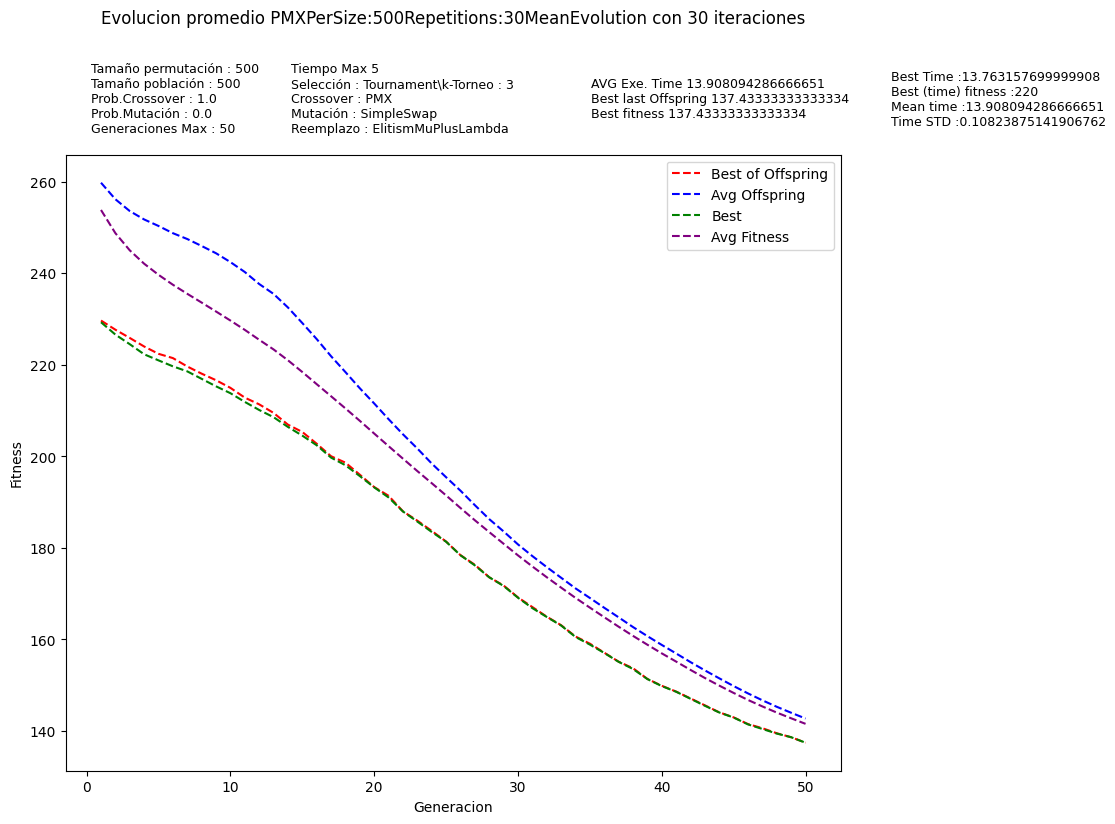 Evolucion promedio PMXPerSize:500Repetitions:30MeanEvolution con 30 iteraciones
Tamaño permutación : 500
Tamaño población : 500
Prob.Crossover : 1.0
Prob.Mutación : 0.0
Generaciones Max : 50
Tiempo Max 5
Selección : Tournament\k-Torneo : 3
Crossover : PMX
Mutación : SimpleSwap
Reemplazo : ElitismMuPlusLambda
AVG Exe. Time 13.908094286666651
Best last Offspring 137.43333333333334
Best fitness 137.43333333333334
Best Time :13.763157699999908
Best (time) fitness :220
Mean time :13.908094286666651
Time STD :0.10823875141906762
Best of Offspring
Avg Offspring
Best
Avg Fitness
260
240
220
200
180
160
140
Fitness
0
10
20
30
40
50
Generacion